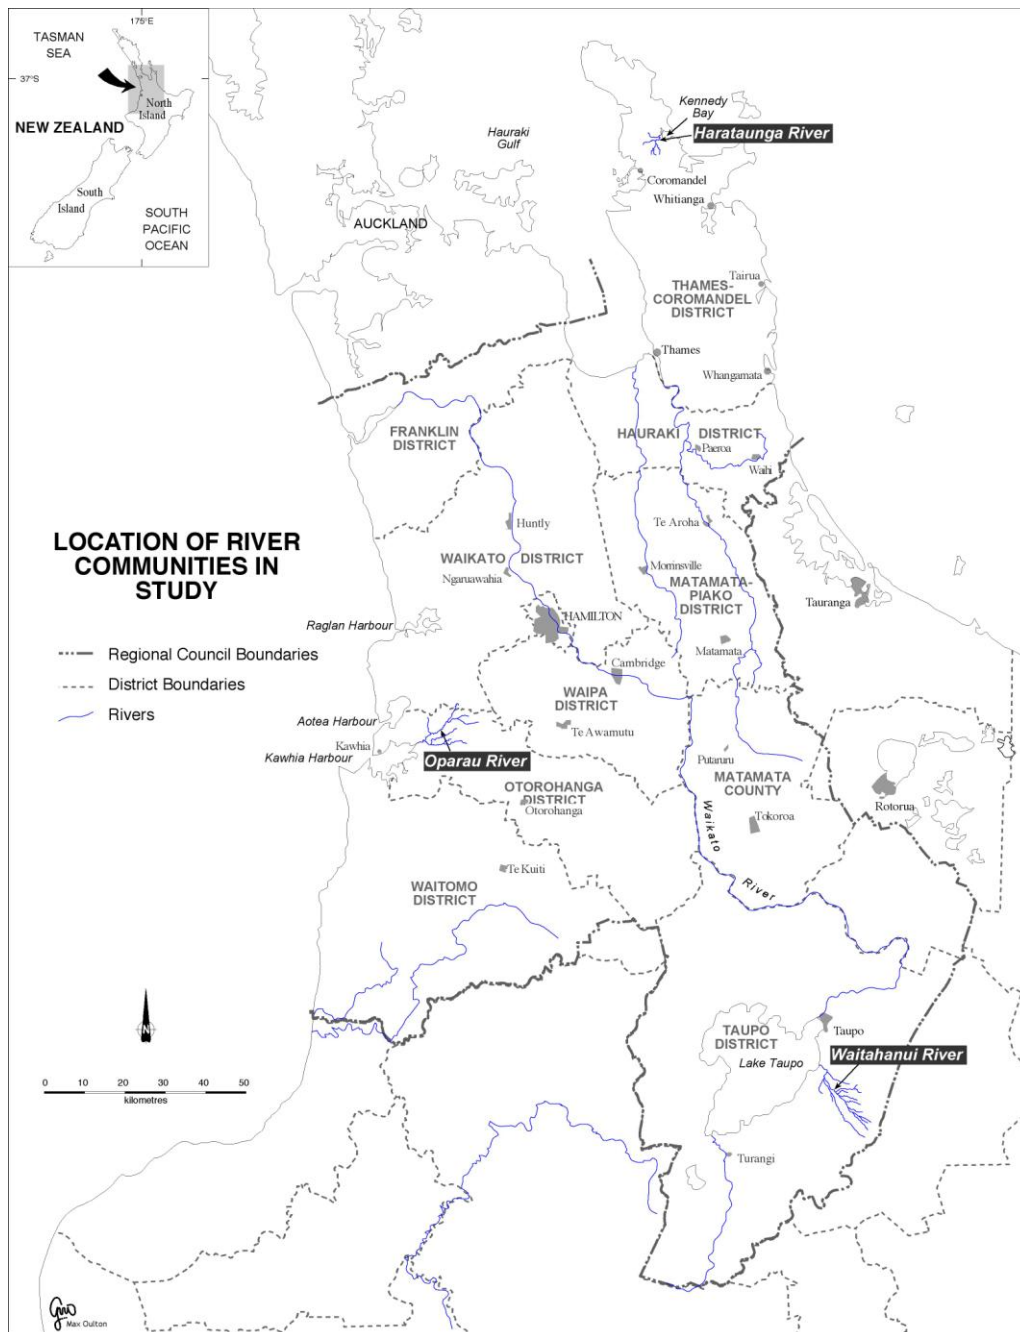 175°E
TASMAN
SEA
37°S
North
Island
NEW ZEALAND
South
Island
SOUTH
PACIFIC
OCEAN
Hauraki
Gulf
Kennedy
Bay
Harataunga River
Coromandel
Whitianga
AUCKLAND
Tairua
THAMES-
COROMANDEL
DISTRICT
Thames
Whangamata
FRANKLIN
DISTRICT
HAURAKI DISTRICT
Paeroa
Waihi
LOCATION OF RIVER
COMMUNITIES IN
STUDY
Regional Council Boundaries
District Boundaries
Rivers
Huntly
Te Aroha
WAIKATO DISTRICT
Ngaruawahia
Morrinsville
MATAMATA-
PIAKO
DISTRICT
Tauranga
Raglan Harbour
HAMILTON
Matamata
Cambridge
WAIPA
DISTRICT
Te Awamutu
Aotea Harbour
Kawhia
Kawhia Harbour
Oparau River
Putaruru
MATAMATA
COUNTY
OTOROHANGA
DISTRICT
Otorohanga
Rotorua
Tokoroa
Waikato
River
Te Kuiti
WAITOMO
DISTRICT
N
0 10 20 30 40 50
kilometres
TAUPO
DISTRICT
Taupo
Lake Taupo
Waitahanui River
Turangi
Max Oulton